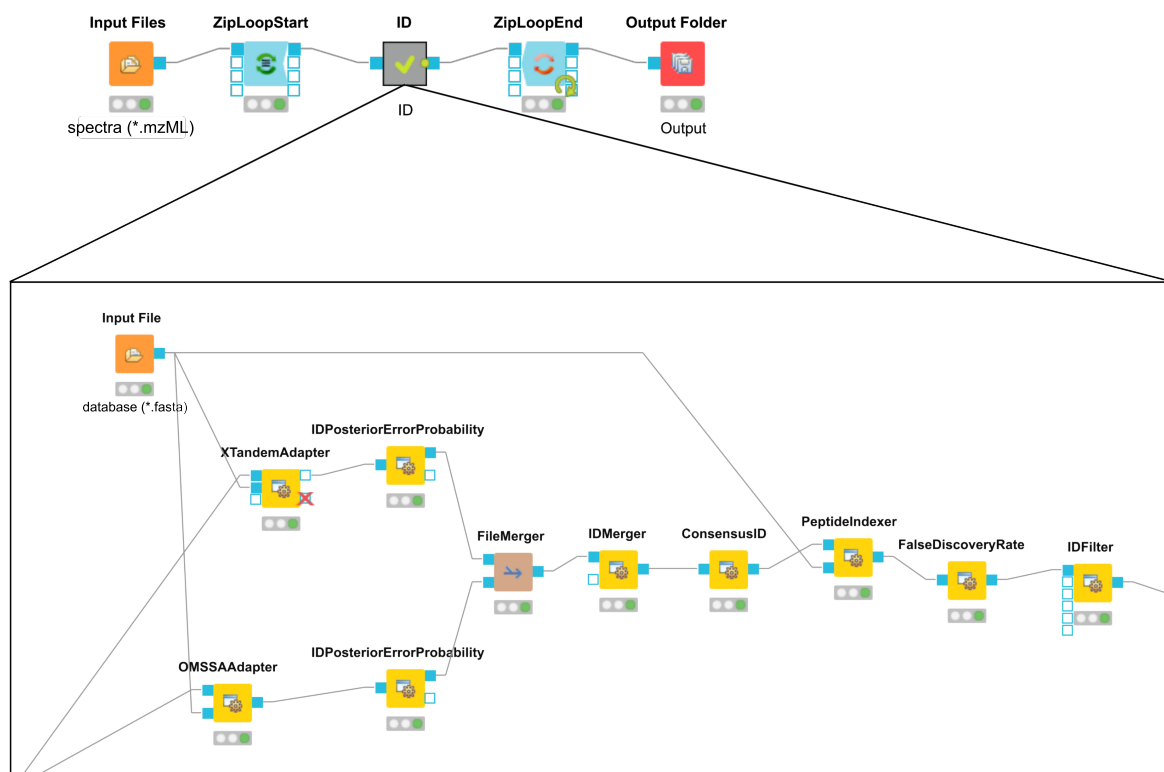 Input Files
ZipLoopStart
ID
ZipLoopEnd
Output Folder
spectra (*.mzML)
ID
Output
Input File
database (*.fasta)
IDPosteriorErrorProbability
XTandemAdapter
FileMerger
IDMerger
ConsensusID
PeptideIndexer
FalseDiscoveryRate
IDFilter
IDPosteriorErrorProbability
OMSSAAdapter